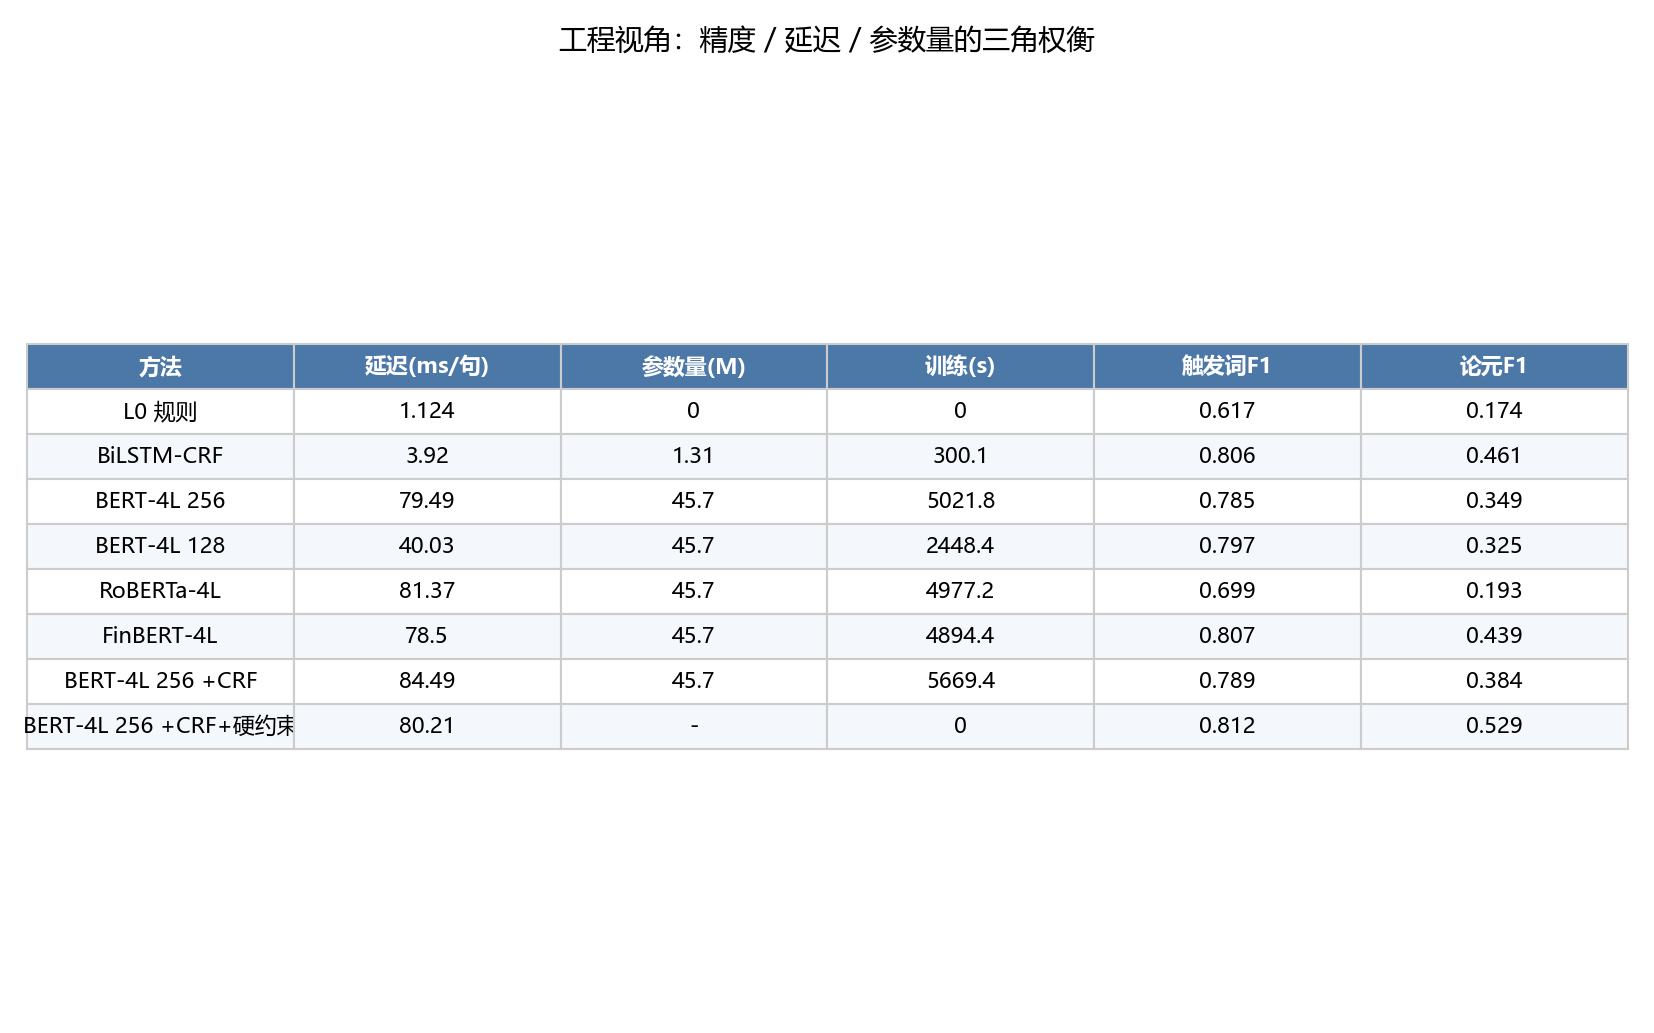 工程视角：精度 / 延迟 / 参数量的三角权衡
方法 延迟(ms/句) 参数量(M) 训练(s) 触发词F1 论元F1
L0 规则 1.124 0 0 0.617 0.174
BiLSTM-CRF 3.92 1.31 300.1 0.806 0.461
BERT-4L 256 79.49 45.7 5021.8 0.785 0.349
BERT-4L 128 40.03 45.7 2448.4 0.797 0.325
RoBERTa-4L 81.37 45.7 4977.2 0.699 0.193
FinBERT-4L 78.5 45.7 4894.4 0.807 0.439
BERT-4L 256 +CRF 84.49 45.7 5669.4 0.789 0.384
BERT-4L 256 +CRF+硬约束 80.21 - 0 0.812 0.529